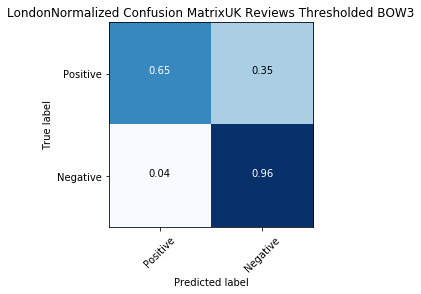 LondonNormalized Confusion MatrixUK Reviews Thresholded BOW3
Positive
0.65
0.35
True label
Negative
0.04
0.96
Positive
Negative
Predicted label